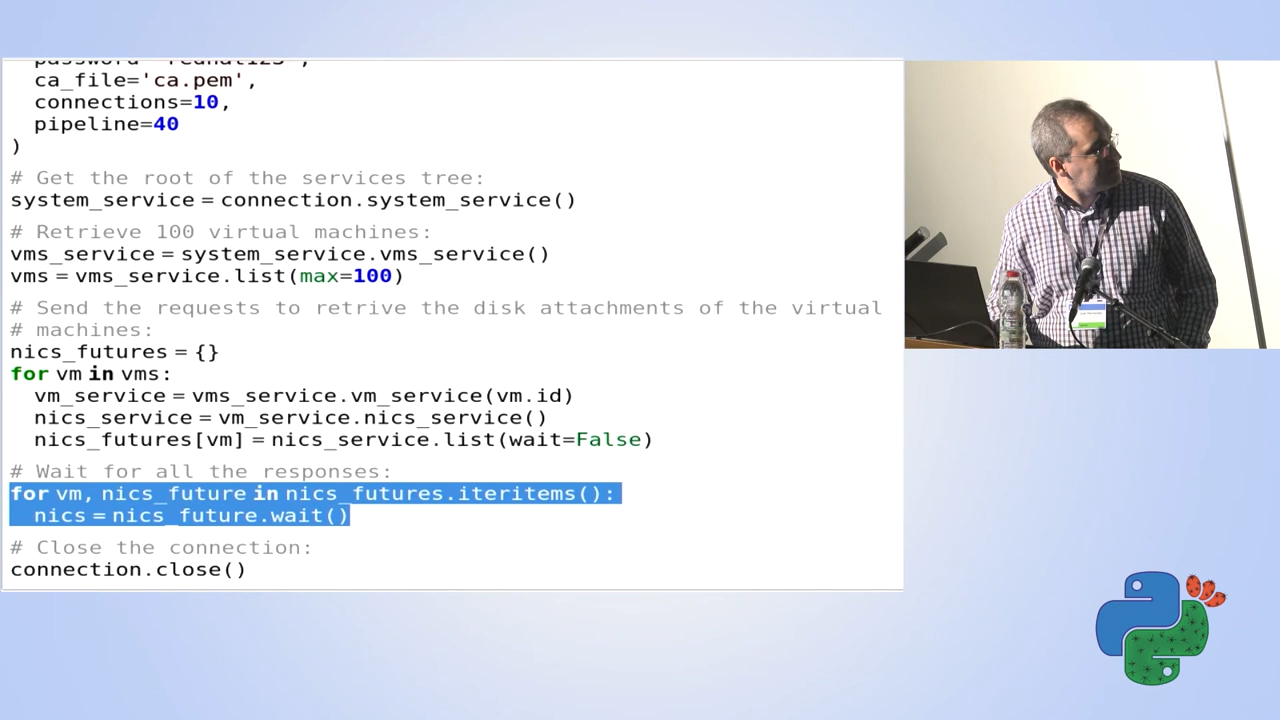 ca_file='ca.pem',
connections=10,
pipeline=40
)
# Get the root of the services tree:
system_service = connection.system_service()
# Retrieve 100 virtual machines:
vms_service = system_service.vms_service()
vms = vms_service.list(max=100)
# Send the requests to retrive the disk attachments of the virtual
# machines:
nics_futures = {}
for vm in vms:
vm_service = vms_service.vm_service(vm.id)
nics_service = vm_service.nics_service()
nics_futures[vm] = nics_service.list(wait=False)
# Wait for all the responses:
for vm, nics_future in nics_futures.iteritems():
nics = nics_future.wait()
# Close the connection:
connection.close()